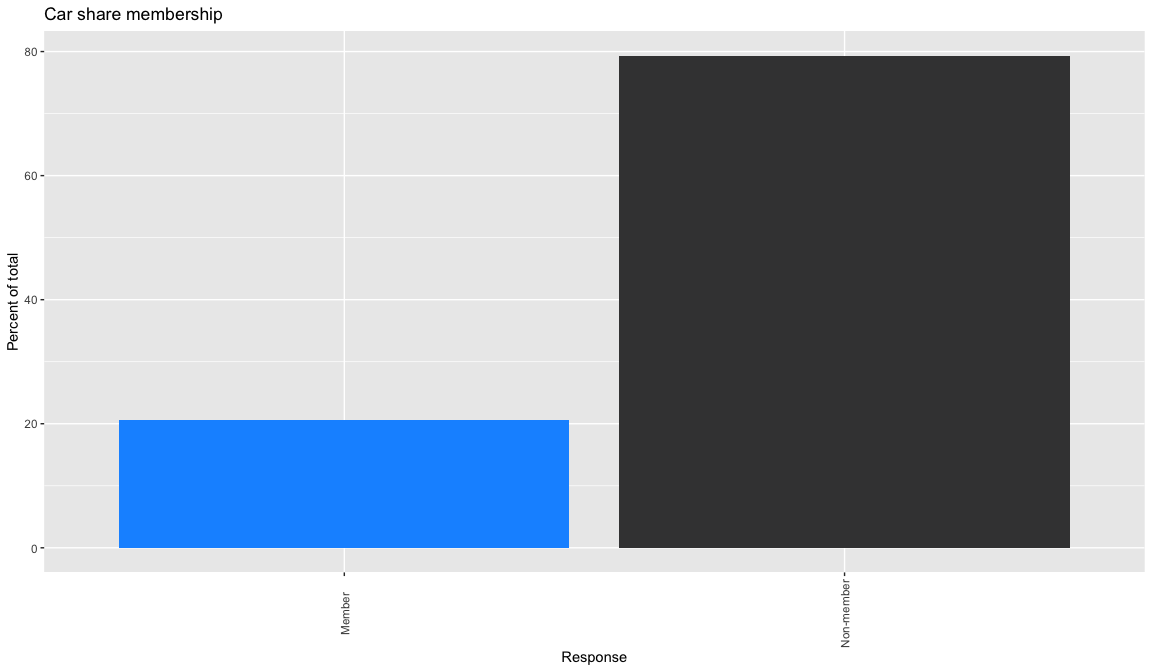 Car share membership
Percent of total
80
60
40
20
0
Member
Non-member
Response